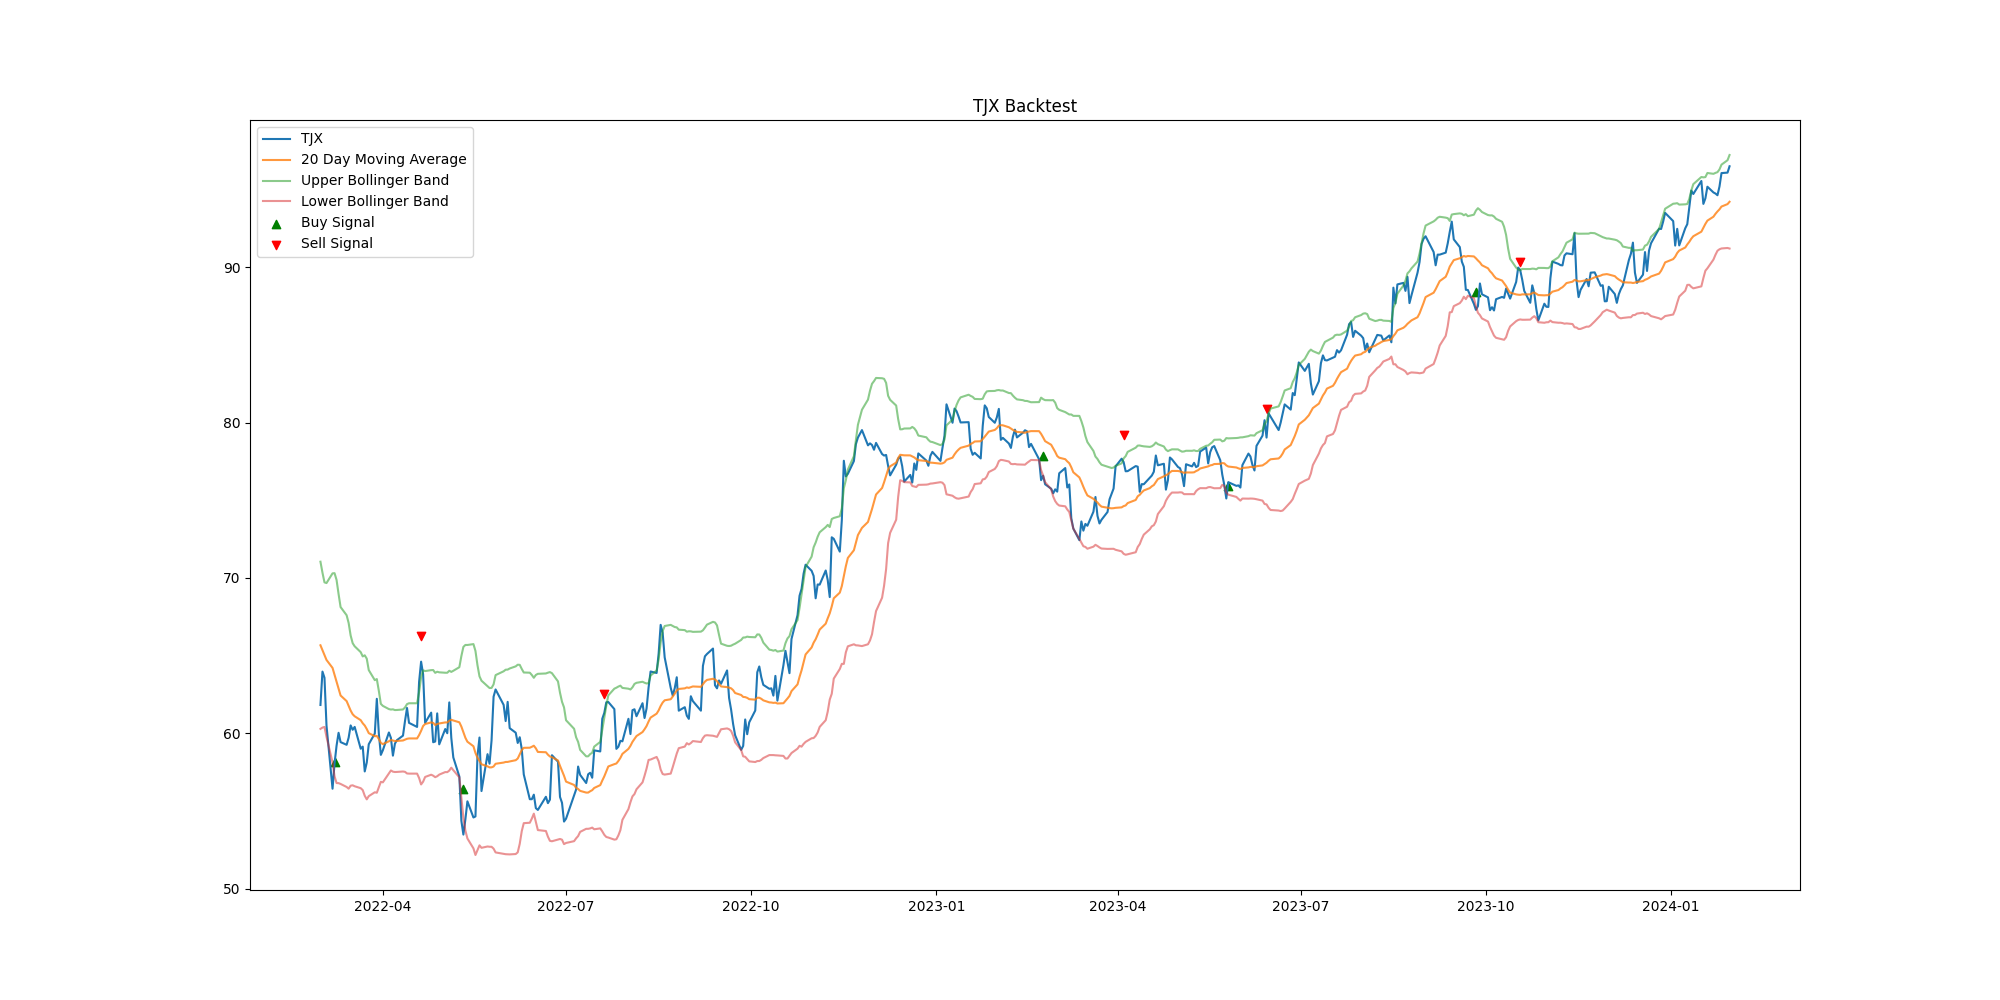 TJX Backtest
TJX
20 Day Moving Average
Upper Bollinger Band
Lower Bollinger Band
Buy Signal
Sell Signal
90
80
70
60
50
2022-04
2022-07
2022-10
2023-01
2023-04
2023-07
2023-10
2024-01